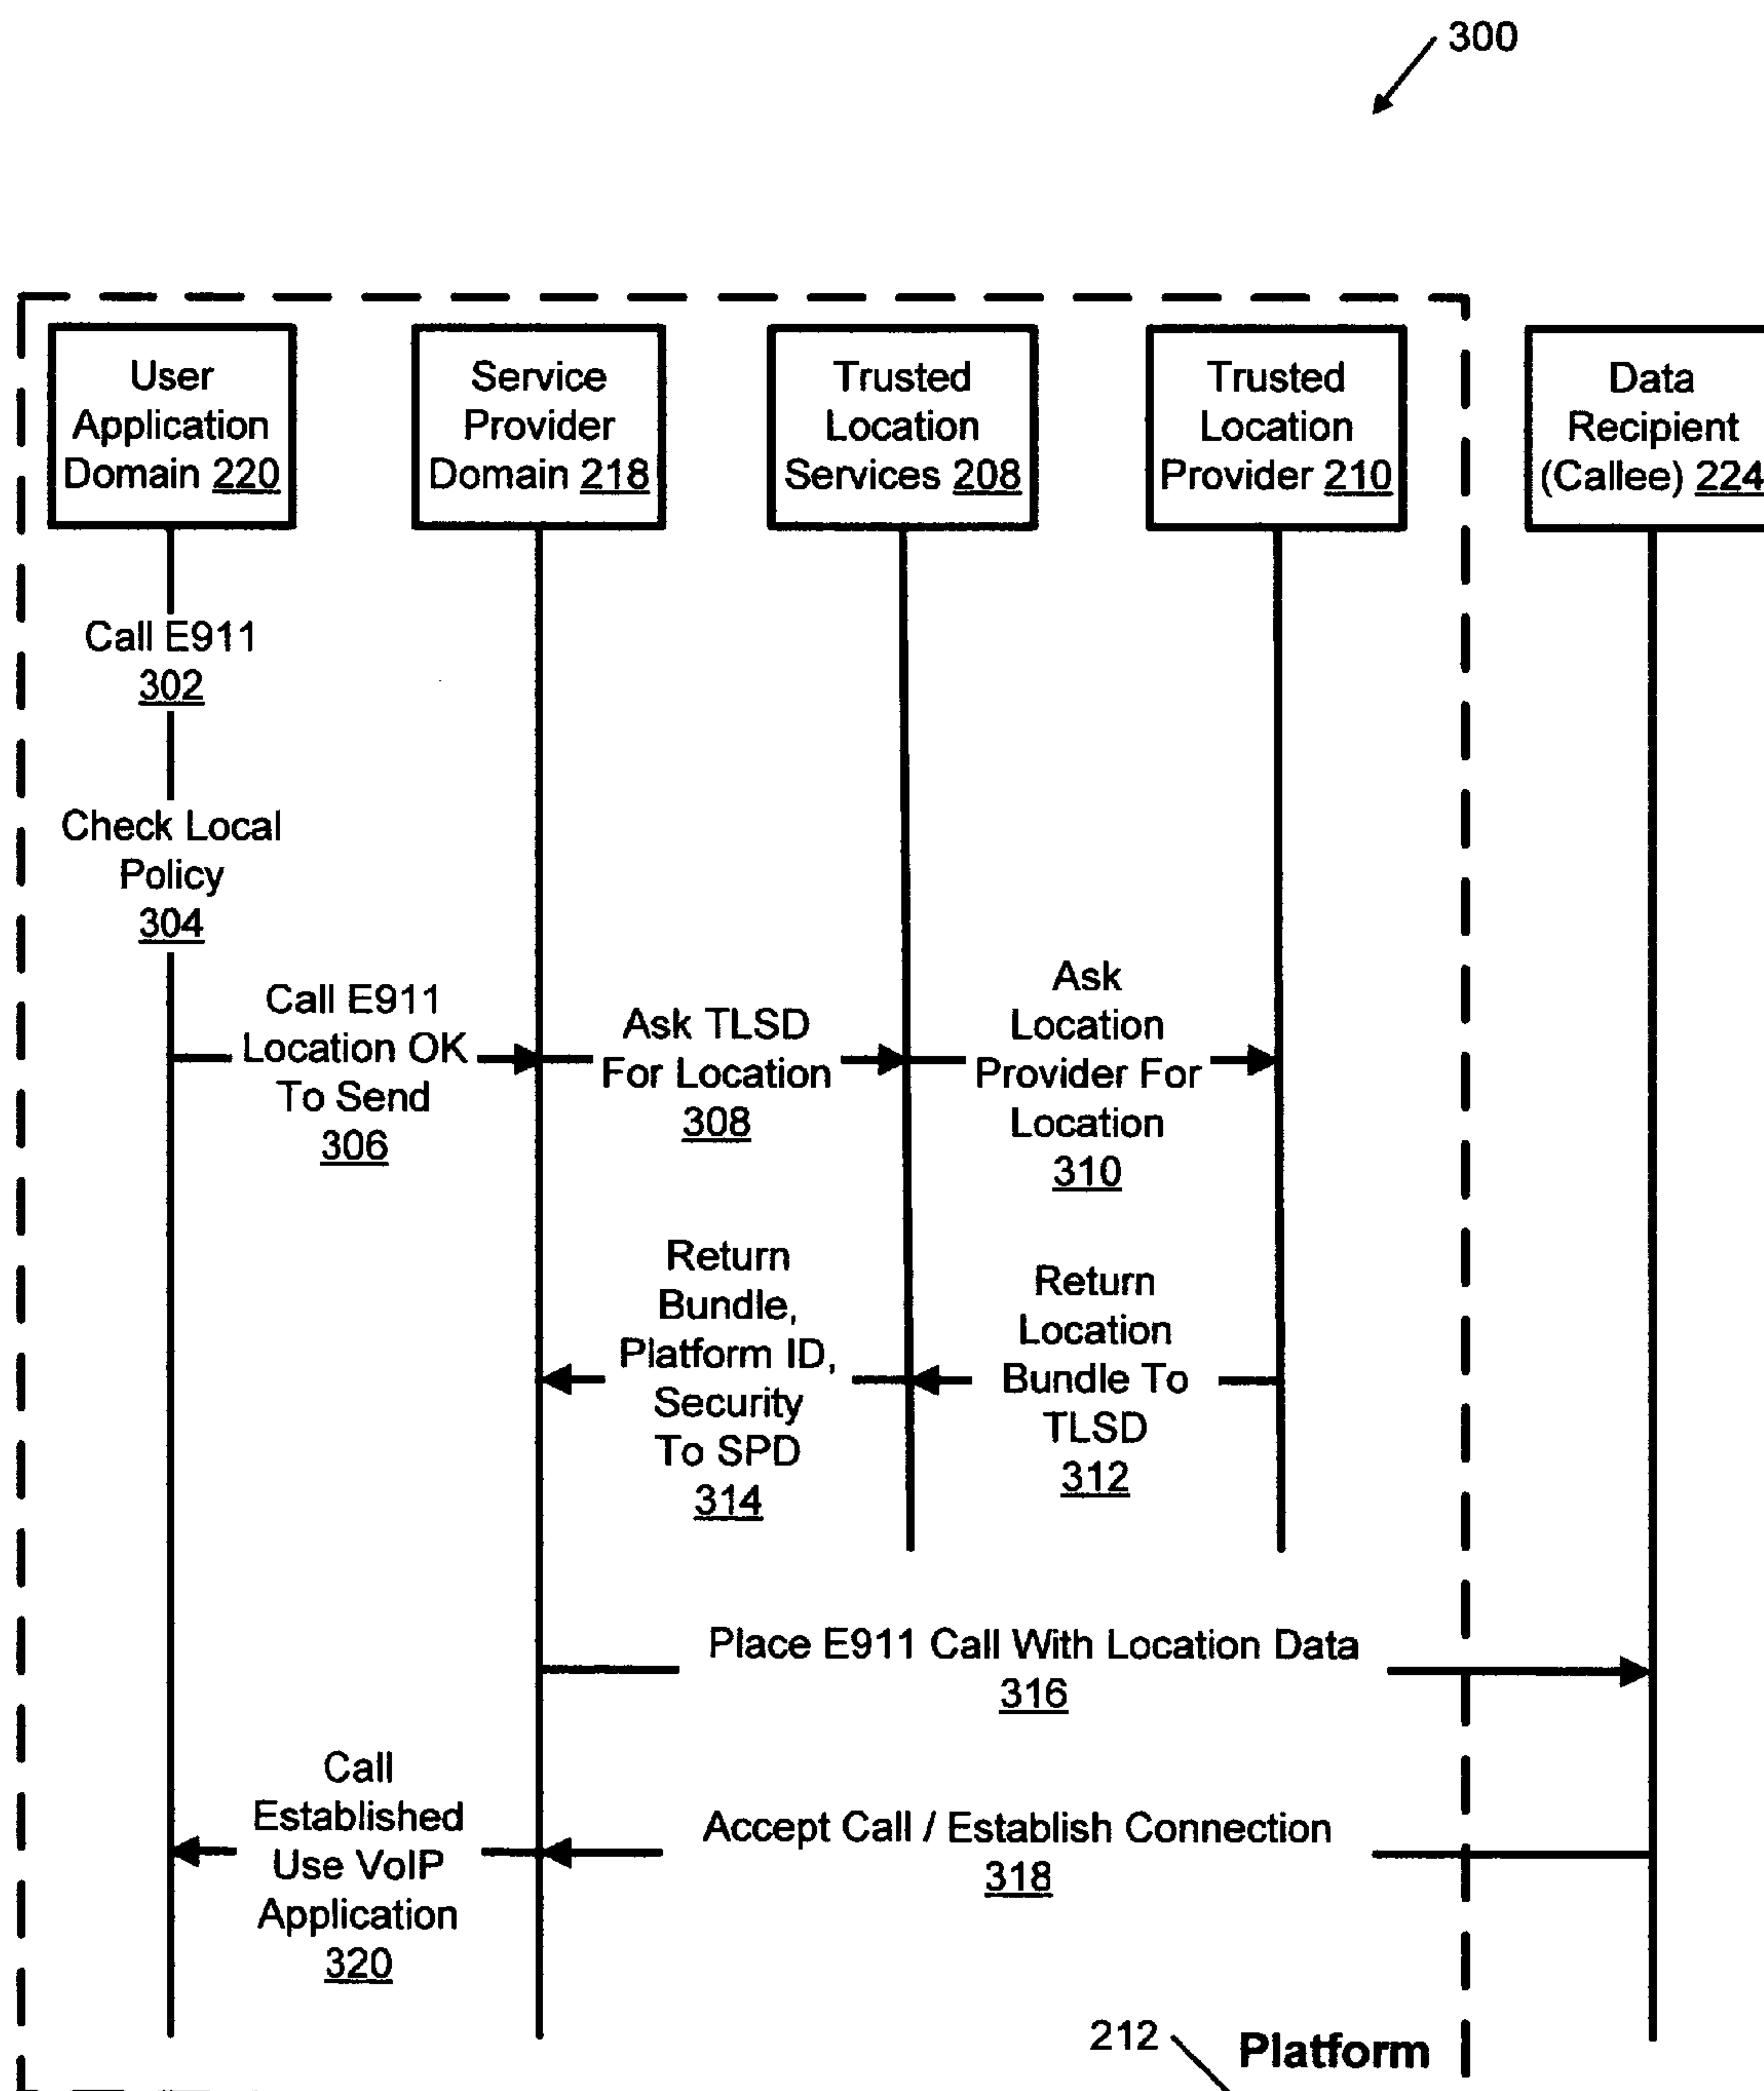 300
User
Application
Domain 220
Service
Provider
Domain 218
Trusted
Location
Services 208
Trusted
Location
Provider 210
Data
Recipient
(Callee) 224
Call E911
302
Check Local
Policy
304
Call E911
Location OK
To Send
306
Ask TLSD
For Location
308
Ask
Location
Provider For
Location
310
Return
Bundle,
Platform ID,
Security
To SPD
314
Return
Location
Bundle To
TLSD
312
Place E911 Call With Location Data
316
Call
Established
Use VoIP
Application
320
Accept Call / Establish Connection
318
212
Platform